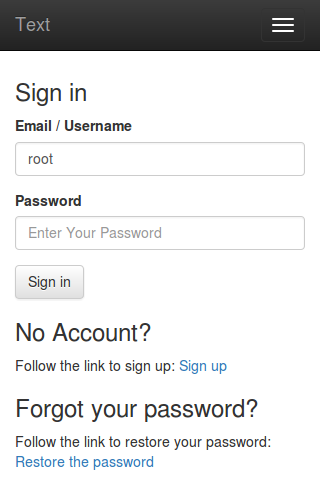 Text
Sign in
Email / Username
root
Password
Enter Your Password
Sign in
No Account?
Follow the link to sign up: Sign up
Forgot your password?
Follow the link to restore your password:
Restore the password